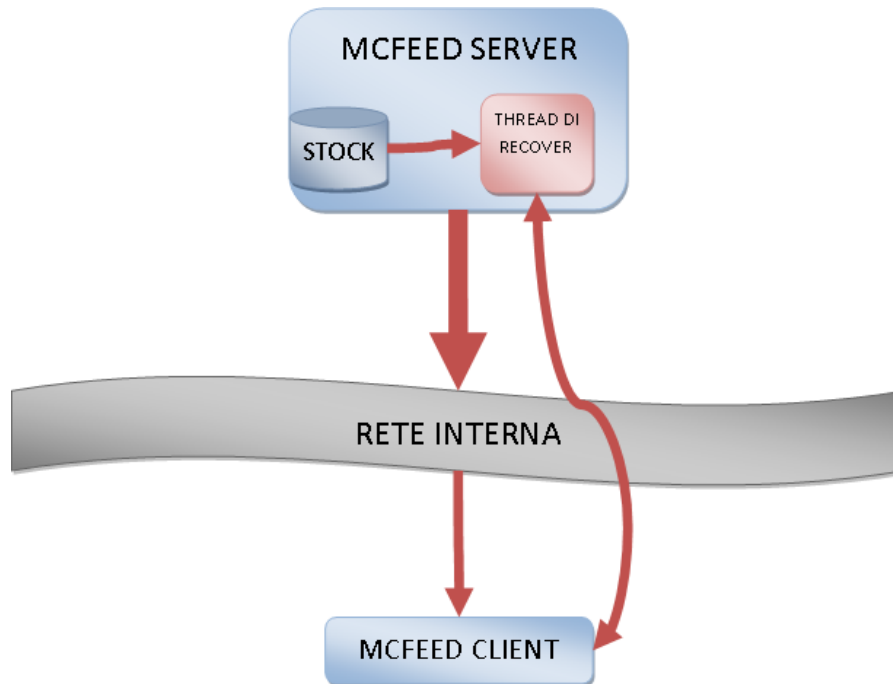 MCFEED SERVER
STOCK
THREAD DI
RECOVER
RETE INTERNA
MCFEED CLIENT